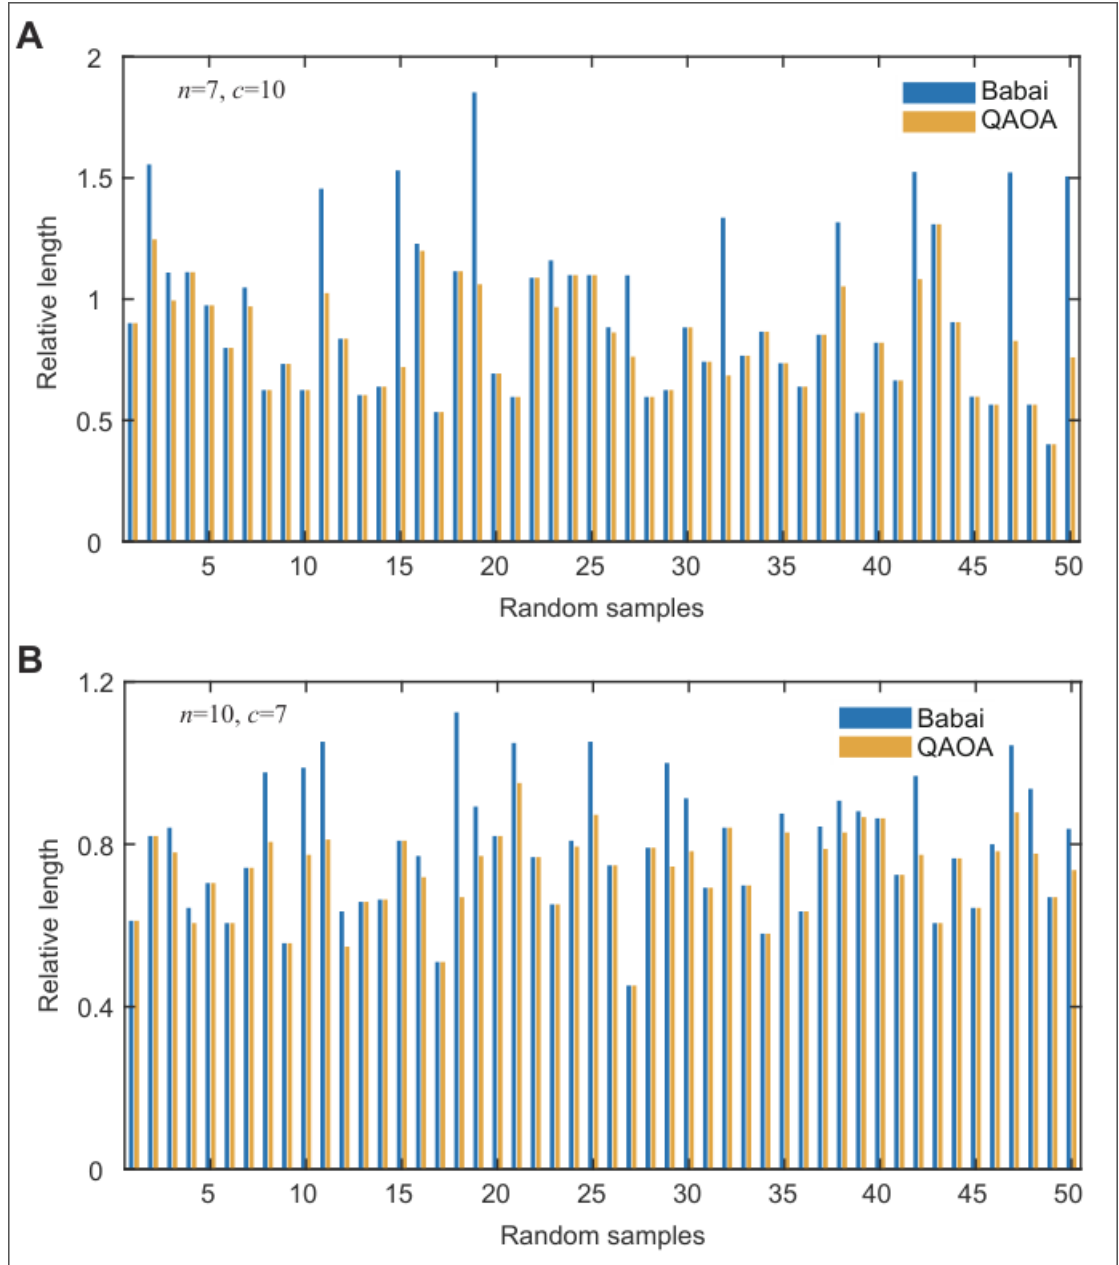 A
2
n=7, c=10
Babai
QAOA
1.5
1
0.5
0
Relative length
5 10 15 20 25 30 35 40 45 50
Random samples
B
1.2
n=10, c=7
Babai
QAOA
0.8
0.4
0
Relative length
5 10 15 20 25 30 35 40 45 50
Random samples